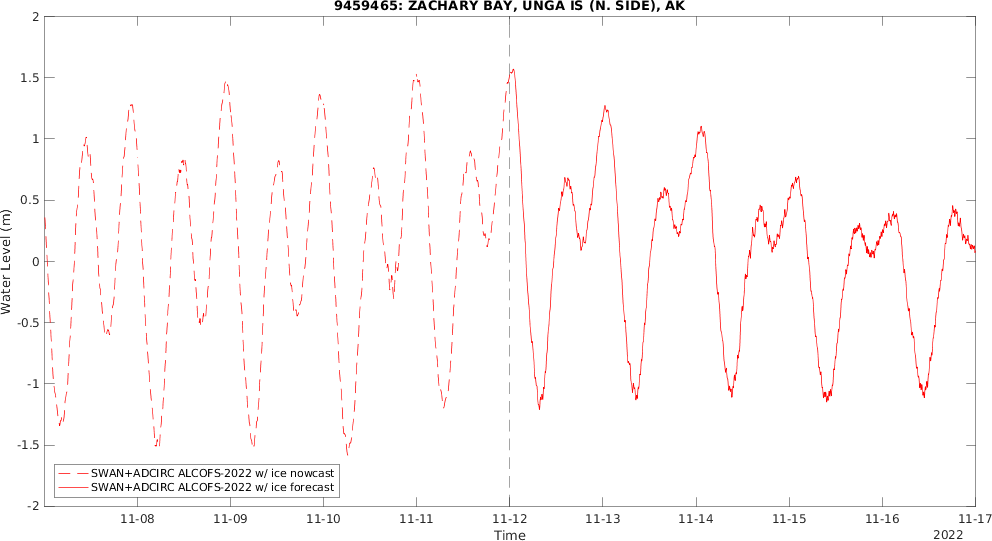 9459465: ZACHARY BAY, UNGA IS (N. SIDE), AK
2
1.5
1
0.5
0
-0.5
-1
-1.5
-2
Water Level (m)
SWAN+ADCIRC ALCOFS-2022 w/ ice nowcast
SWAN+ADCIRC ALCOFS-2022 w/ ice forecast
11-08 11-09 11-10 11-11 11-12 11-13 11-14 11-15 11-16 11-17
Time
2022